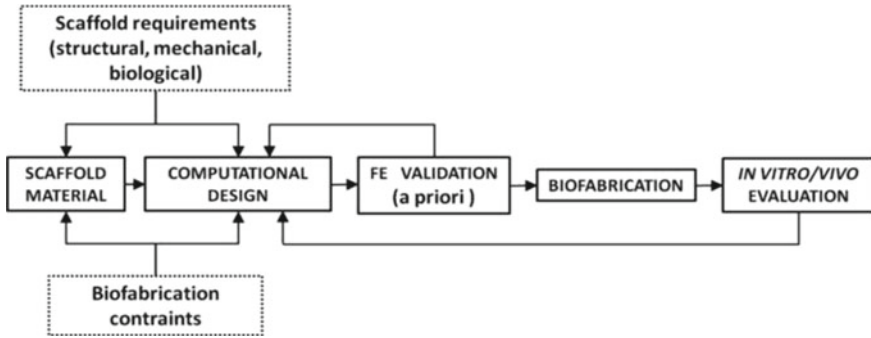 Scaffold requirements
(structural, mechanical,
biological)
SCAFFOLD
MATERIAL
COMPUTATIONAL
DESIGN
FE VALIDATION
(a priori )
BIOFABRICATION
IN VITRO/VIVO
EVALUATION
Biofabrication
contraints